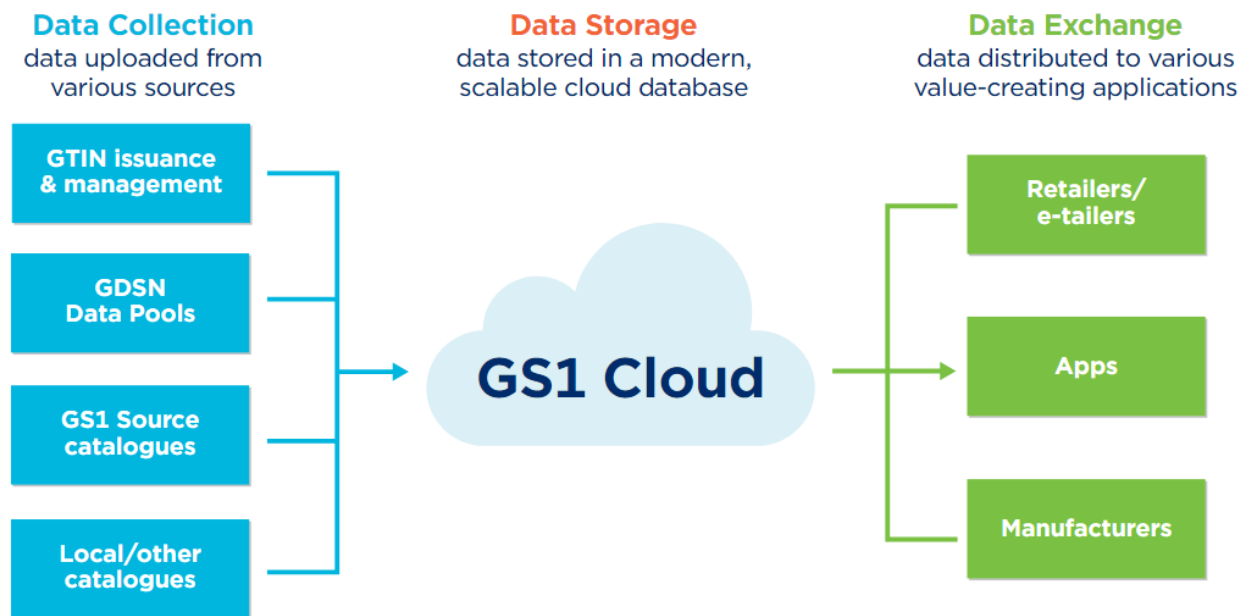 Data Collection
data uploaded from
various sources
GTIN issuance
& management
GDSN
Data Pools
GS1 Source
catalogues
Local/other
catalogues
Data Storage
data stored in a modern,
scalable cloud database
GS1 Cloud
Data Exchange
data distributed to various
value-creating applications
Retailers/
e-tailers
Apps
Manufacturers